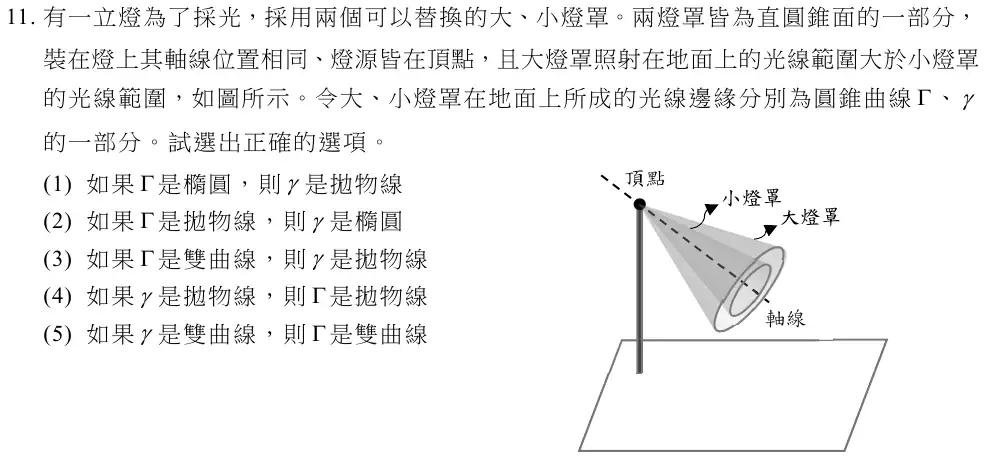 11. 有一立燈為了採光，採用兩個可以替換的大、小燈罩。兩燈罩皆為直圓錐面的一部分，
裝在燈上其軸線位置相同、燈源皆在頂點，且大燈罩照射在地面上的光線範圍大於小燈罩
的光線範圍，如圖所示。令大、小燈罩在地面上所成的光線邊緣分別為圓錐曲線 Γ、γ
的一部分。試選出正確的選項。
(1) 如果 Γ 是橢圓，則 γ 是拋物線
(2) 如果 Γ 是拋物線，則 γ 是橢圓
(3) 如果 Γ 是雙曲線，則 γ 是拋物線
(4) 如果 γ 是拋物線，則 Γ 是拋物線
(5) 如果 γ 是雙曲線，則 Γ 是雙曲線
頂點
小燈罩
大燈罩
軸線